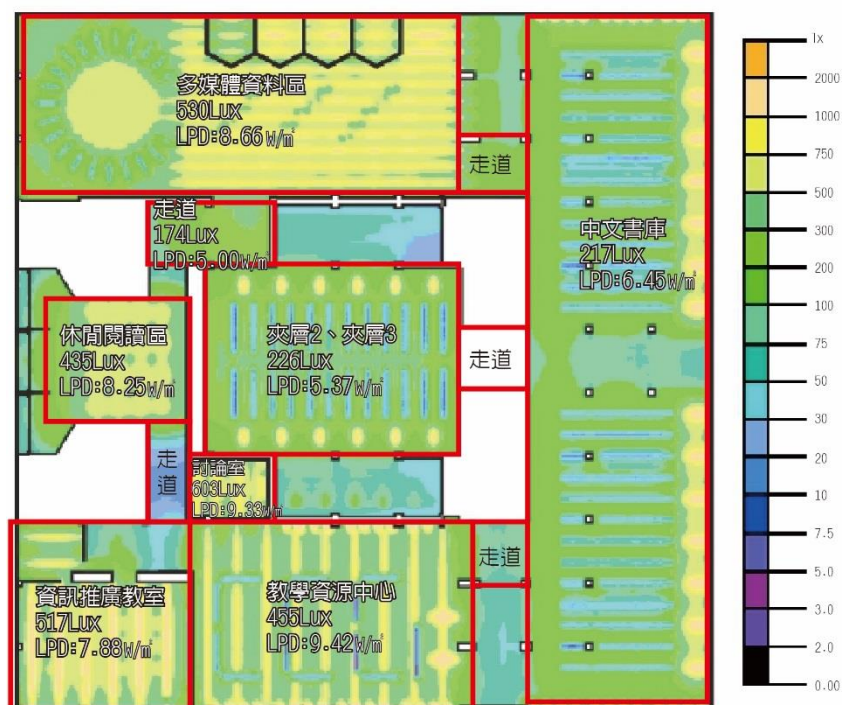 多媒體資料區
530Lux
LPD:8.66W/㎡
走道
走道
174Lux
LPD:5.00W/㎡
中文書庫
217Lux
LPD:6.45W/㎡
休閒閱讀區
435Lux
LPD:8.25W/㎡
夾層2、夾層3
226Lux
LPD:5.37W/㎡
走道
走道
討論室
603Lux
LPD:9.33W/㎡
走道
資訊推廣教室
517Lux
LPD:7.88W/㎡
教學資源中心
455Lux
LPD:9.42W/㎡
lx
2000
1000
750
500
300
200
100
75
50
30
20
10
7.5
5.0
3.0
2.0
0.00